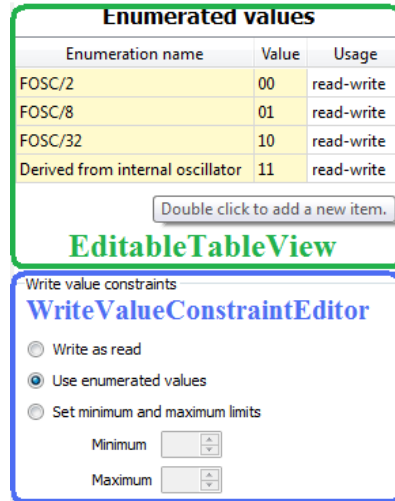 Enumerated values
Enumeration name Value Usage
FOSC/2 00 read-write
FOSC/8 01 read-write
FOSC/32 10 read-write
Derived from internal oscillator 11 read-write
Double click to add a new item.
EditableTableView
Write value constraints
WriteValueConstraintEditor
Write as read
Use enumerated values
Set minimum and maximum limits
Minimum
Maximum